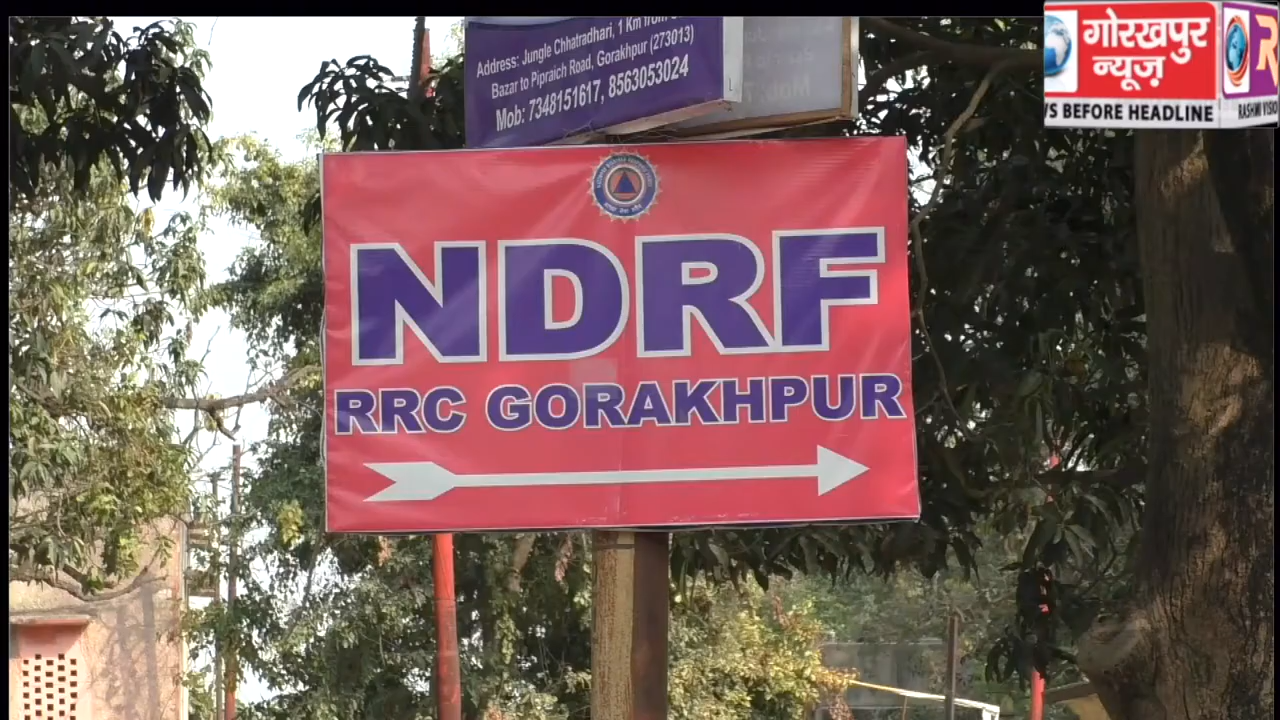 Address: Jungle Chhatradhari, 1 Km from
Bazar to Pipraich Road, Gorakhpur (273013)
Mob: 7348151617, 8563053024
NDRF
RRC GORAKHPUR
गोरखपुर
न्यूज़
BEFORE HEADLINE
R
RASHMI